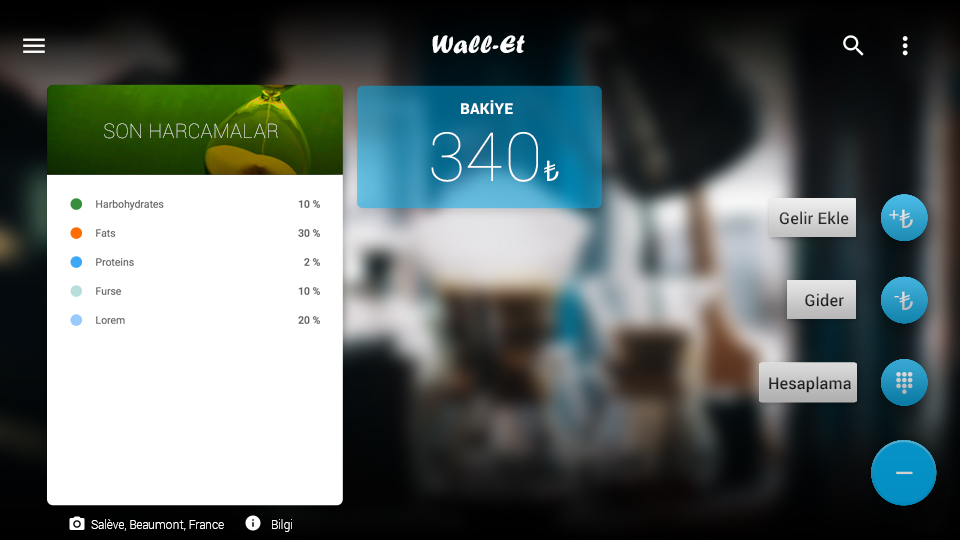 Wall-Et
SON HARCAMALAR
Harbohydrates 10 %
Fats 30 %
Proteins 2 %
Furse 10 %
Lorem 20 %
BAKİYE
340₺
Gelir Ekle +₺
Gider -₺
Hesaplama
Salève, Beaumont, France
Bilgi